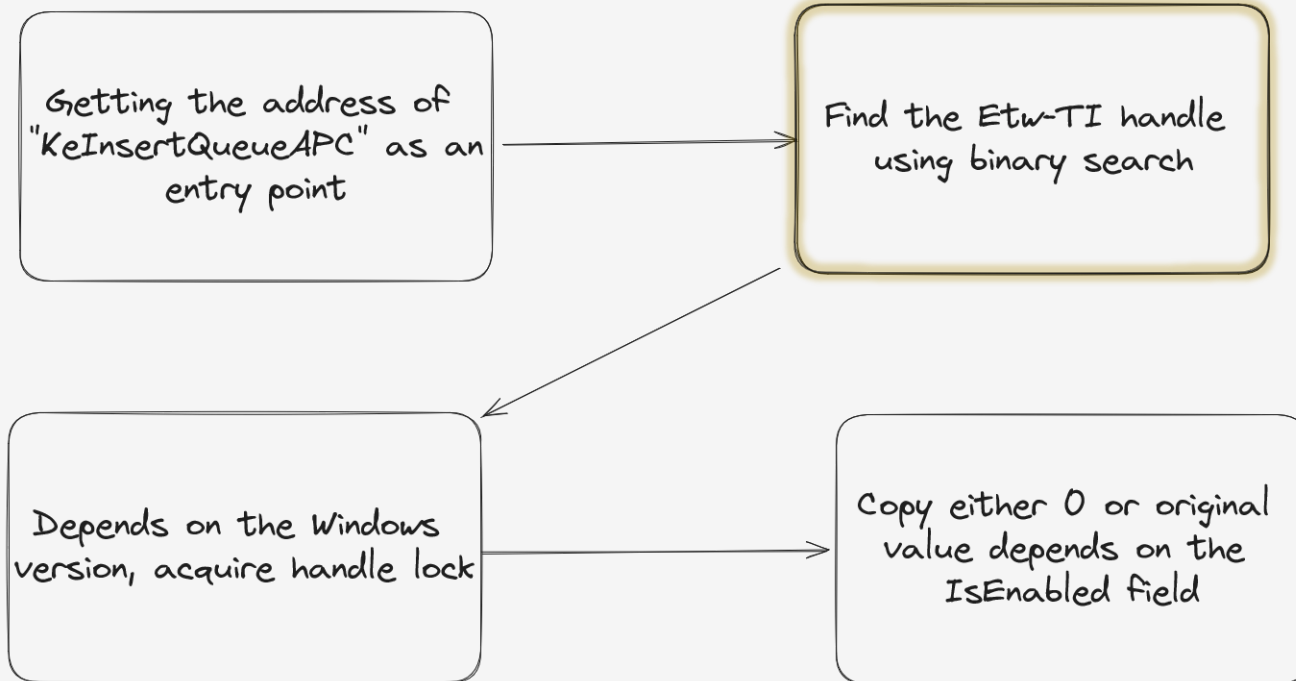 Getting the address of
"KeInsertQueueAPC" as an
entry point
Find the Etw-TI handle
using binary search
Depends on the Windows
version, acquire handle lock
Copy either 0 or original
value depends on the
IsEnabled field